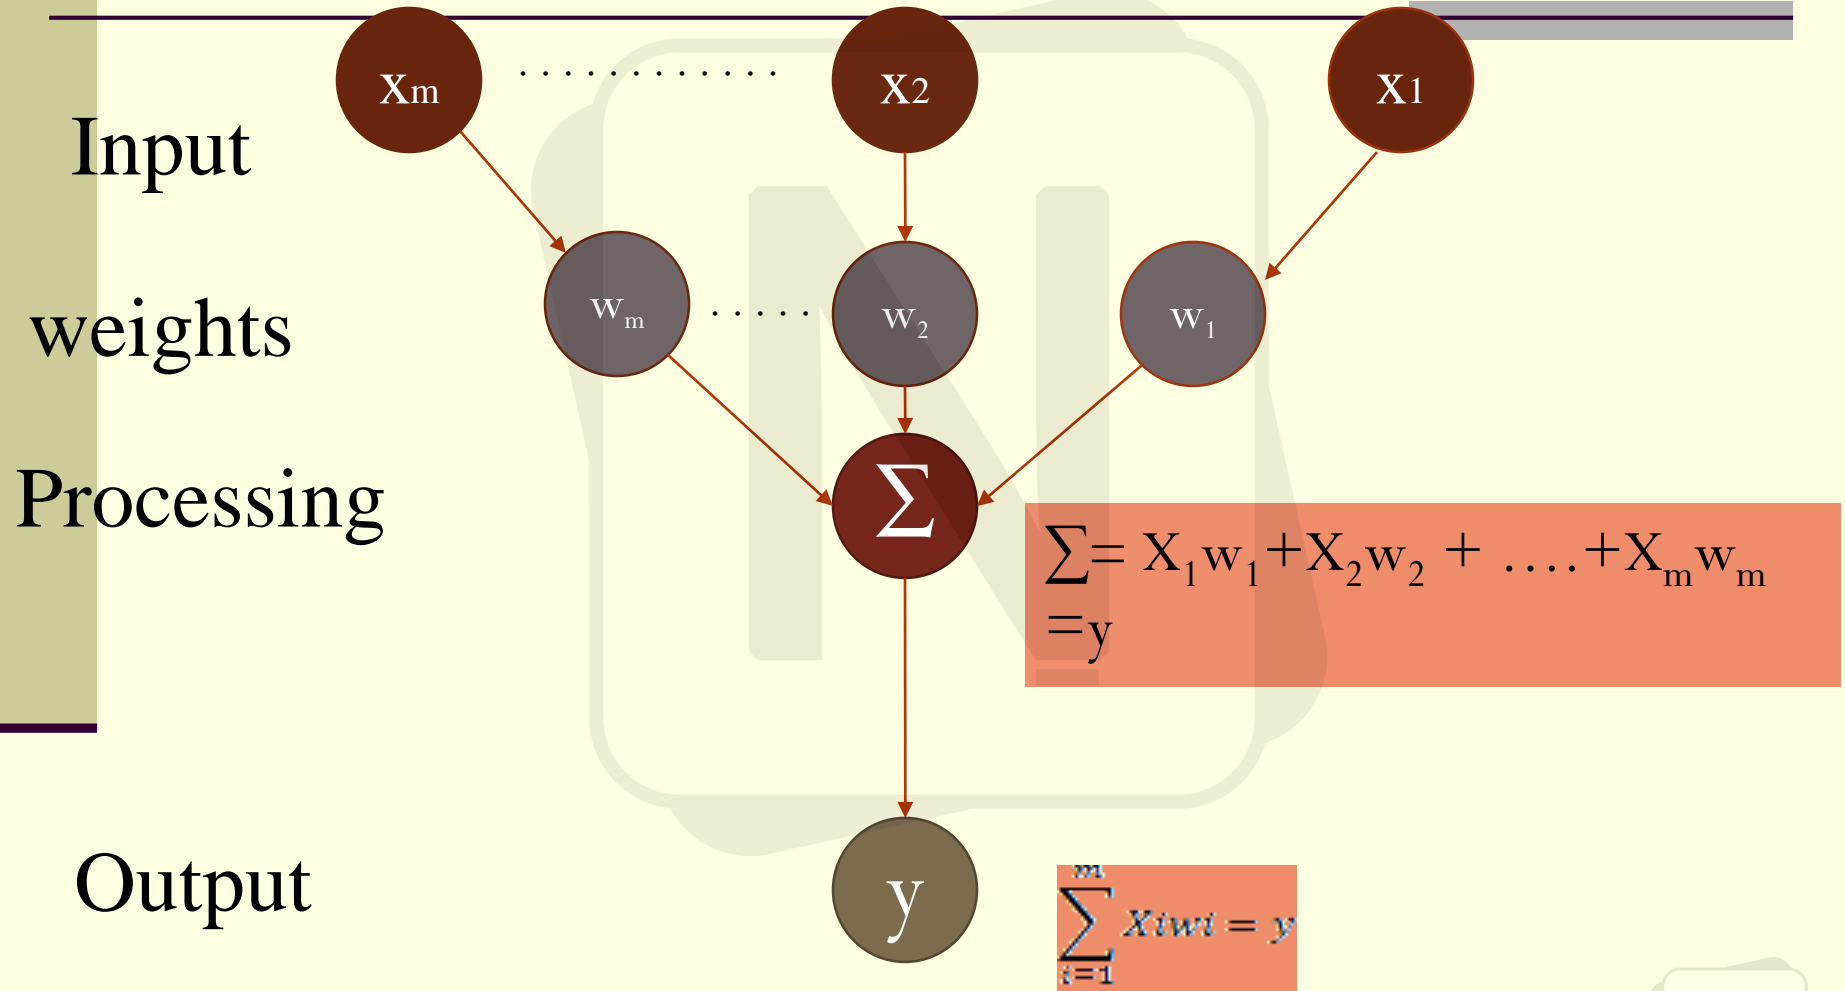 xm . . . . . . . . . . . . x2 x1
Input
wm . . . . . w2 w1
weights
Processing
∑
∑= X1w1+X2w2 + ….+Xmwm
=y
Output
y
m
∑ Xiwi = y
i=1